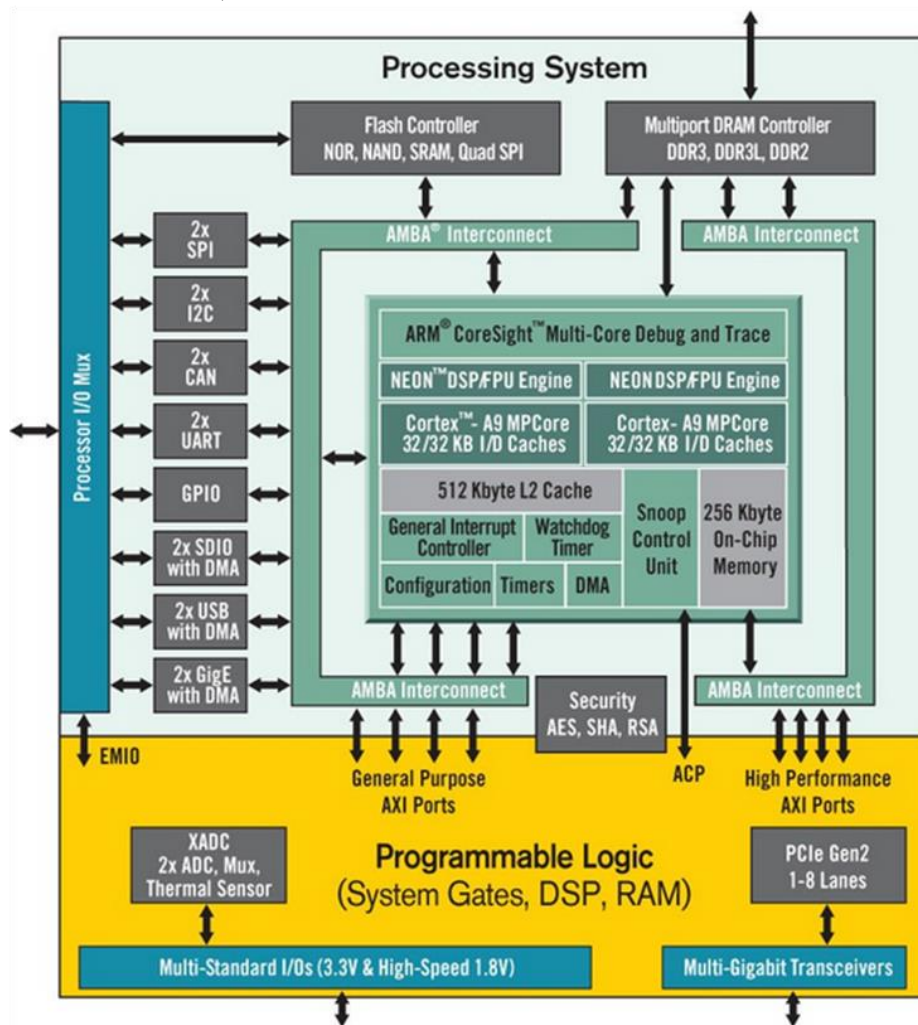 Processing System
Flash Controller
NOR, NAND, SRAM, Quad SPI
Multiport DRAM Controller
DDR3, DDR3L, DDR2
Processor I/O Mux
2x
SPI
2x
I2C
2x
CAN
2x
UART
GPIO
2x SDIO
with DMA
2x USB
with DMA
2x GigE
with DMA
AMBA® Interconnect
AMBA Interconnect
ARM® CoreSight™ Multi-Core Debug and Trace
NEON™ DSP/FPU Engine
NEON DSP/FPU Engine
Cortex™- A9 MPCore
32/32 KB I/D Caches
Cortex- A9 MPCore
32/32 KB I/D Caches
512 Kbyte L2 Cache
General Interrupt
Controller
Watchdog
Timer
Configuration
Timers
DMA
Snoop
Control
Unit
256 Kbyte
On-Chip
Memory
AMBA Interconnect
AMBA Interconnect
Security
AES, SHA, RSA
EMIO
General Purpose
AXI Ports
ACP
High Performance
AXI Ports
XADC
2x ADC, Mux,
Thermal Sensor
Programmable Logic
(System Gates, DSP, RAM)
PCIe Gen2
1-8 Lanes
Multi-Standard I/Os (3.3V & High-Speed 1.8V)
Multi-Gigabit Transceivers